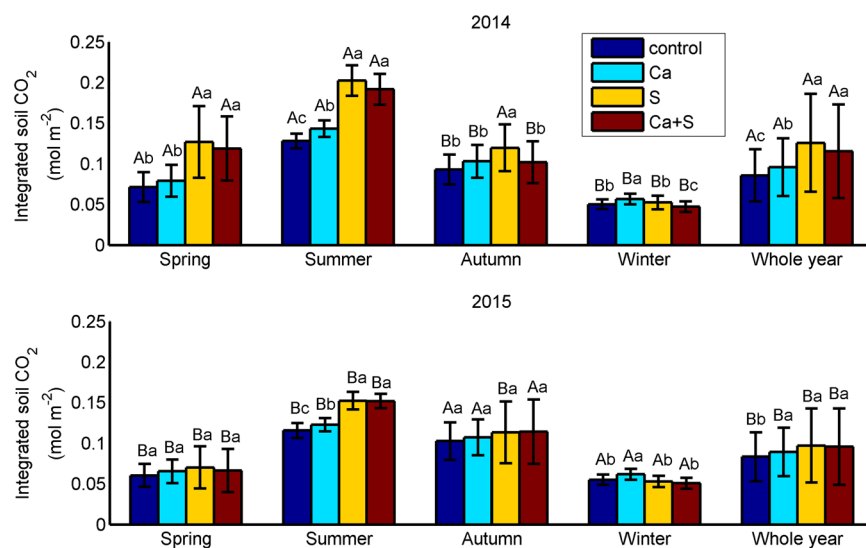 2014
Integrated soil CO2
(mol m-2)
0.25
0.2
0.15
0.1
0.05
0
control
Ca
S
Ca+S
Ab Ab Aa Aa
Ac Ab Aa Aa
Bb Bb Aa Bb
Bb Ba Bb Bc
Ac Ab Aa Aa
Spring Summer Autumn Winter Whole year
2015
Integrated soil CO2
(mol m-2)
0.25
0.2
0.15
0.1
0.05
0
Ba Ba Ba Ba
Bc Bb Ba Ba
Aa Aa Ba Aa
Ab Aa Ab Ab
Bb Ba Ba Ba
Spring Summer Autumn Winter Whole year